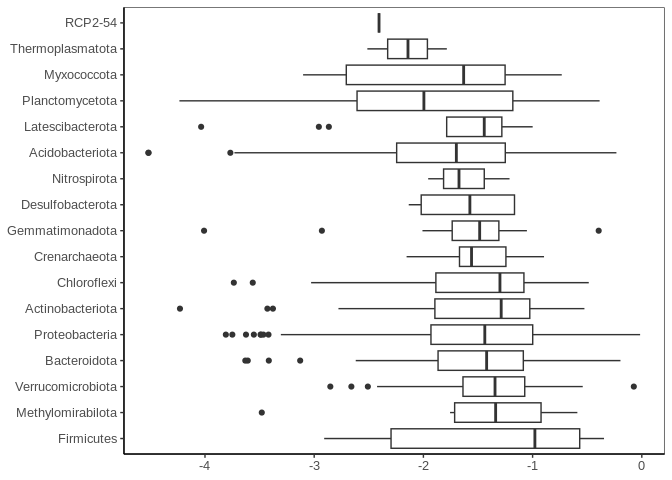 RCP2-54
Thermoplasmatota
Myxococcota
Planctomycetota
Latescibacterota
Acidobacteriota
Nitrospirota
Desulfobacterota
Gemmatimonadota
Crenarchaeota
Chloroflexi
Actinobacteriota
Proteobacteria
Bacteroidota
Verrucomicrobiota
Methylomirabilota
Firmicutes
-4 -3 -2 -1 0